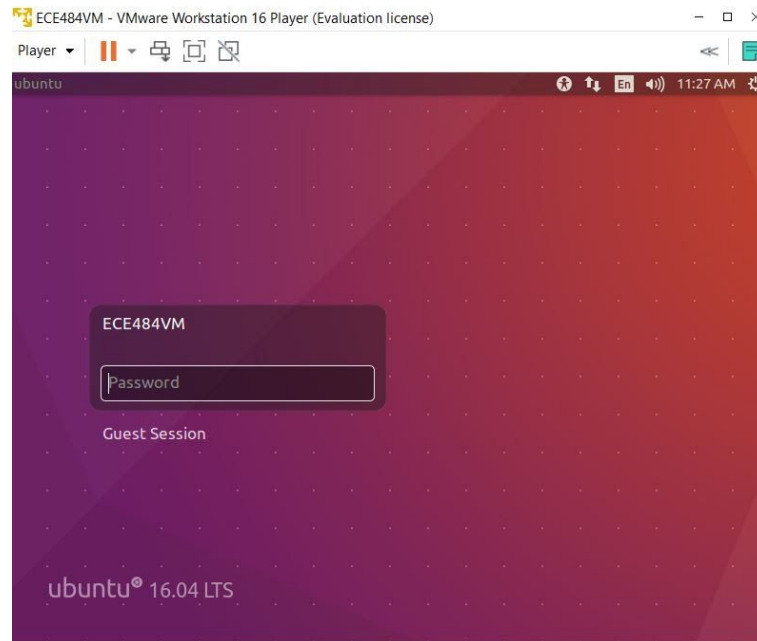 ECE484VM - VMware Workstation 16 Player (Evaluation license)
Player
ubuntu
En
11:27 AM
ECE484VM
Password
Guest Session
ubuntu® 16.04 LTS